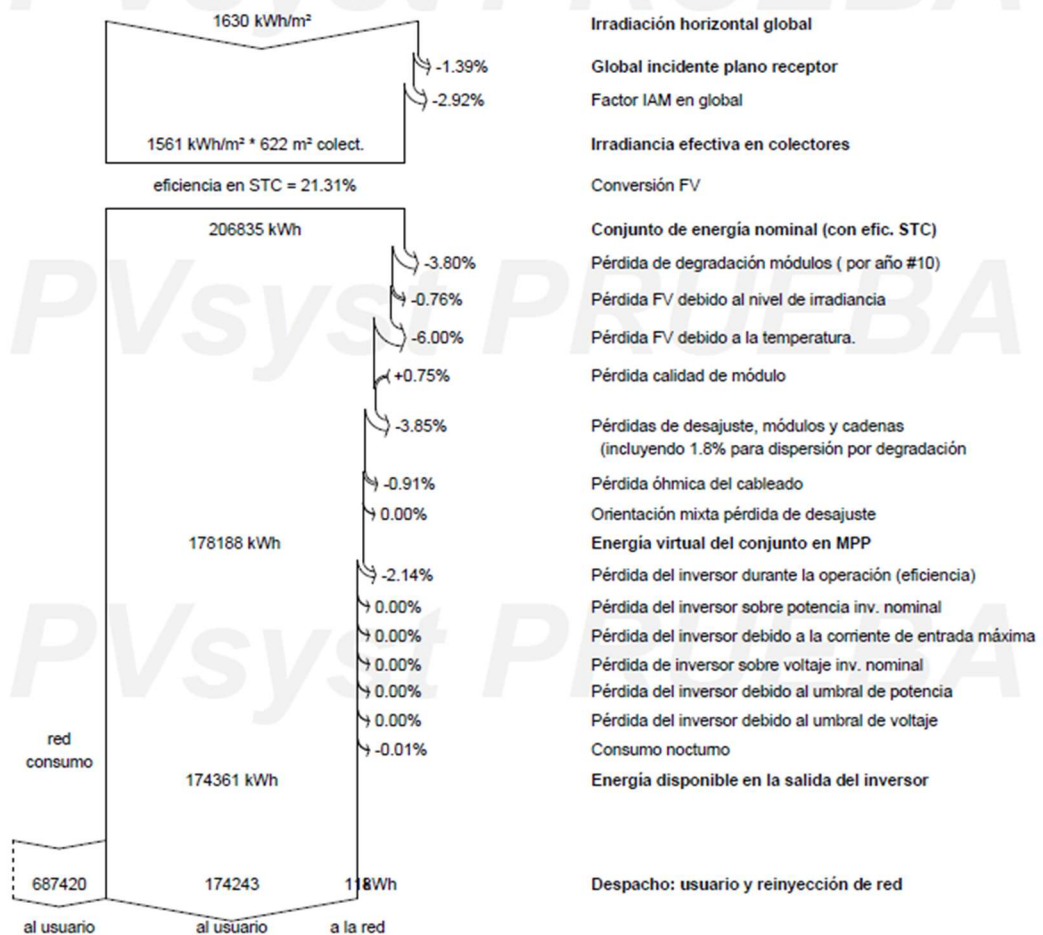 PVsyst PRUEBA
1630 kWh/m² Irradiación horizontal global
-1.39% Global incidente plano receptor
-2.92% Factor IAM en global
1561 kWh/m² * 622 m² colect. Irradiancia efectiva en colectores
eficiencia en STC = 21.31% Conversión FV
206835 kWh Conjunto de energía nominal (con efic. STC)
-3.80% Pérdida de degradación módulos ( por año #10)
-0.76% Pérdida FV debido al nivel de irradiancia
PVsyst PRUEBA
-6.00% Pérdida FV debido a la temperatura.
+0.75% Pérdida calidad de módulo
-3.85% Pérdidas de desajuste, módulos y cadenas
(incluyendo 1.8% para dispersión por degradación
-0.91% Pérdida óhmica del cableado
0.00% Orientación mixta pérdida de desajuste
178188 kWh Energía virtual del conjunto en MPP
-2.14% Pérdida del inversor durante la operación (eficiencia)
0.00% Pérdida del inversor sobre potencia inv. nominal
0.00% Pérdida del inversor debido a la corriente de entrada máxima
PVsyst PRUEBA
0.00% Pérdida de inversor sobre voltaje inv. nominal
0.00% Pérdida del inversor debido al umbral de potencia
0.00% Pérdida del inversor debido al umbral de voltaje
red
consumo
-0.01% Consumo nocturno
174361 kWh Energía disponible en la salida del inversor
687420 174243 118kWh Despacho: usuario y reinyección de red
al usuario al usuario a la red